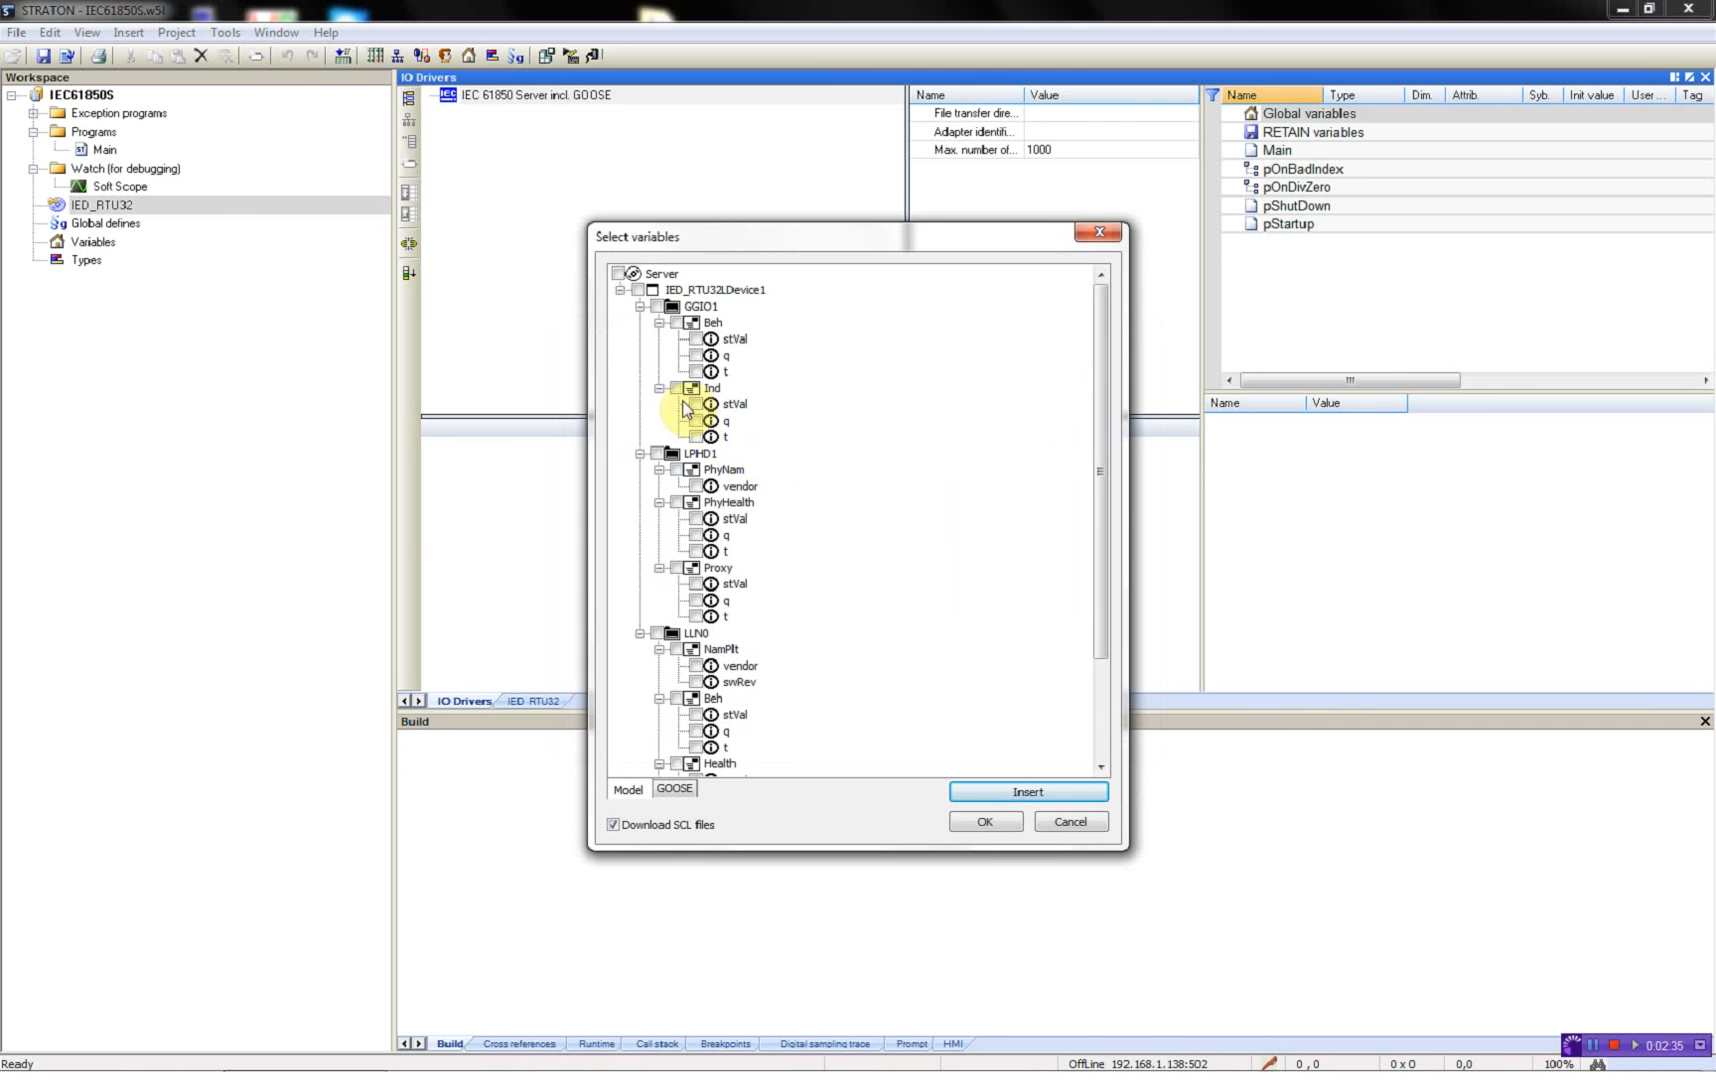 STRATON - IEC61850S.w5l
File Edit View Insert Project Tools Window Help
Workspace
IEC61850S
Exception programs
Programs
Main
Watch (for debugging)
Soft Scope
IED_RTU32
Global defines
Variables
Types
IO Drivers
IEC 61850 Server incl. GOOSE
Name Value
File transfer dire...
Adapter identifi...
Max. number of... 1000
Name Type Dim. Attrib. Syb. Init value User ... Tag
Global variables
RETAIN variables
Main
pOnBadIndex
pOnDivZero
pShutDown
pStartup
Name Value
Select variables
Server
IED_RTU32LDevice1
GGIO1
Beh
stVal
q
t
Ind
stVal
q
t
LPHD1
PhyNam
vendor
PhyHealth
stVal
q
t
Proxy
stVal
q
t
LLN0
NamPlt
vendor
swRev
Beh
stVal
q
t
Health
Model GOOSE
Insert
Download SCL files
OK Cancel
IO Drivers IED_RTU32
Build
Build Cross references Runtime Call stack Breakpoints Digital sampling trace Prompt HMI
0:02:35
Ready
OffLine 192.168.1.138:502 0 , 0 0 x 0 0,0 100%